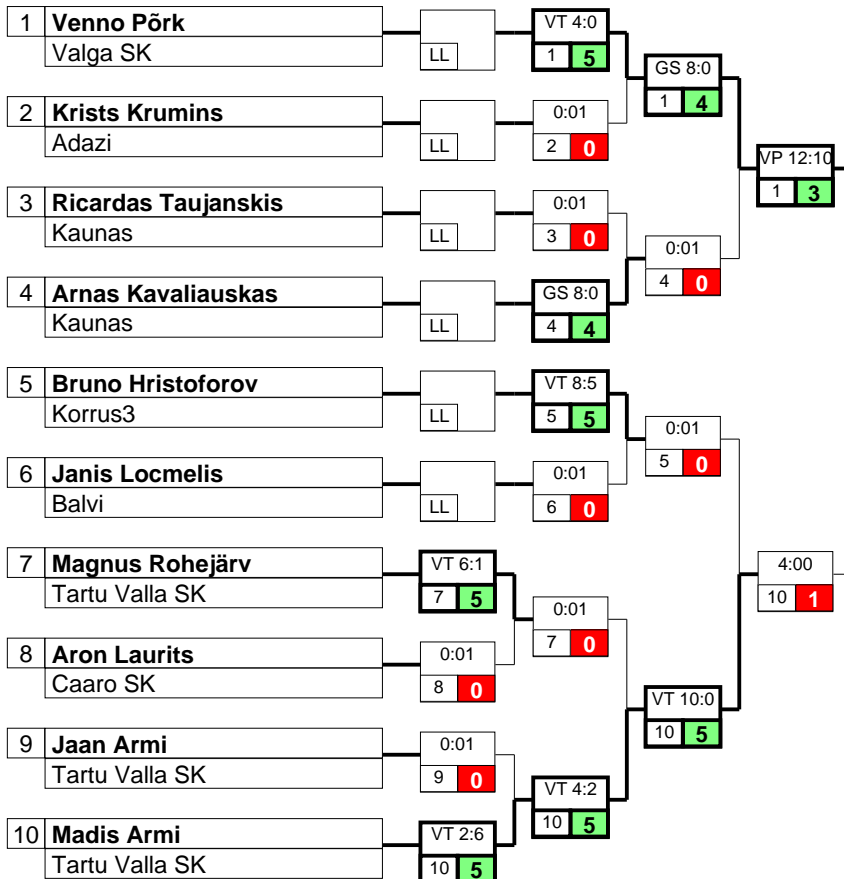 1 Venno Põrk
Valga SK
LL
VT 4:0
1 5
GS 8:0
1 4
2 Krists Krumins
Adazi
LL
0:01
2 0
VP 12:10
1 3
3 Ricardas Taujanskis
Kaunas
LL
0:01
3 0
0:01
4 0
4 Arnas Kavaliauskas
Kaunas
LL
GS 8:0
4 4
5 Bruno Hristoforov
Korrus3
LL
VT 8:5
5 5
0:01
5 0
6 Janis Locmelis
Balvi
LL
0:01
6 0
7 Magnus Rohejärv
Tartu Valla SK
VT 6:1
7 5
0:01
7 0
4:00
10 1
8 Aron Laurits
Caaro SK
0:01
8 0
VT 10:0
10 5
9 Jaan Armi
Tartu Valla SK
0:01
9 0
VT 4:2
10 5
10 Madis Armi
Tartu Valla SK
VT 2:6
10 5